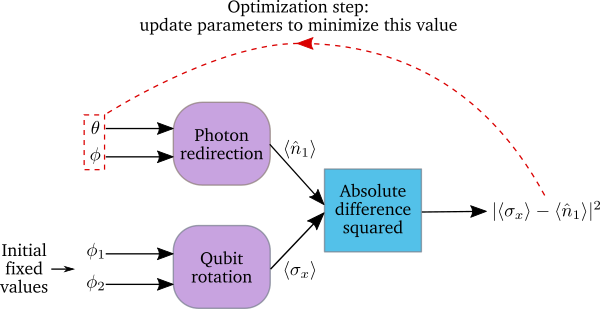 Optimization step:
update parameters to minimize this value
θ
ϕ
Photon
redirection
⟨n̂₁⟩
Absolute
difference
squared
|⟨σₓ⟩ − ⟨n̂₁⟩|²
Initial
fixed
values
ϕ₁
ϕ₂
Qubit
rotation
⟨σₓ⟩